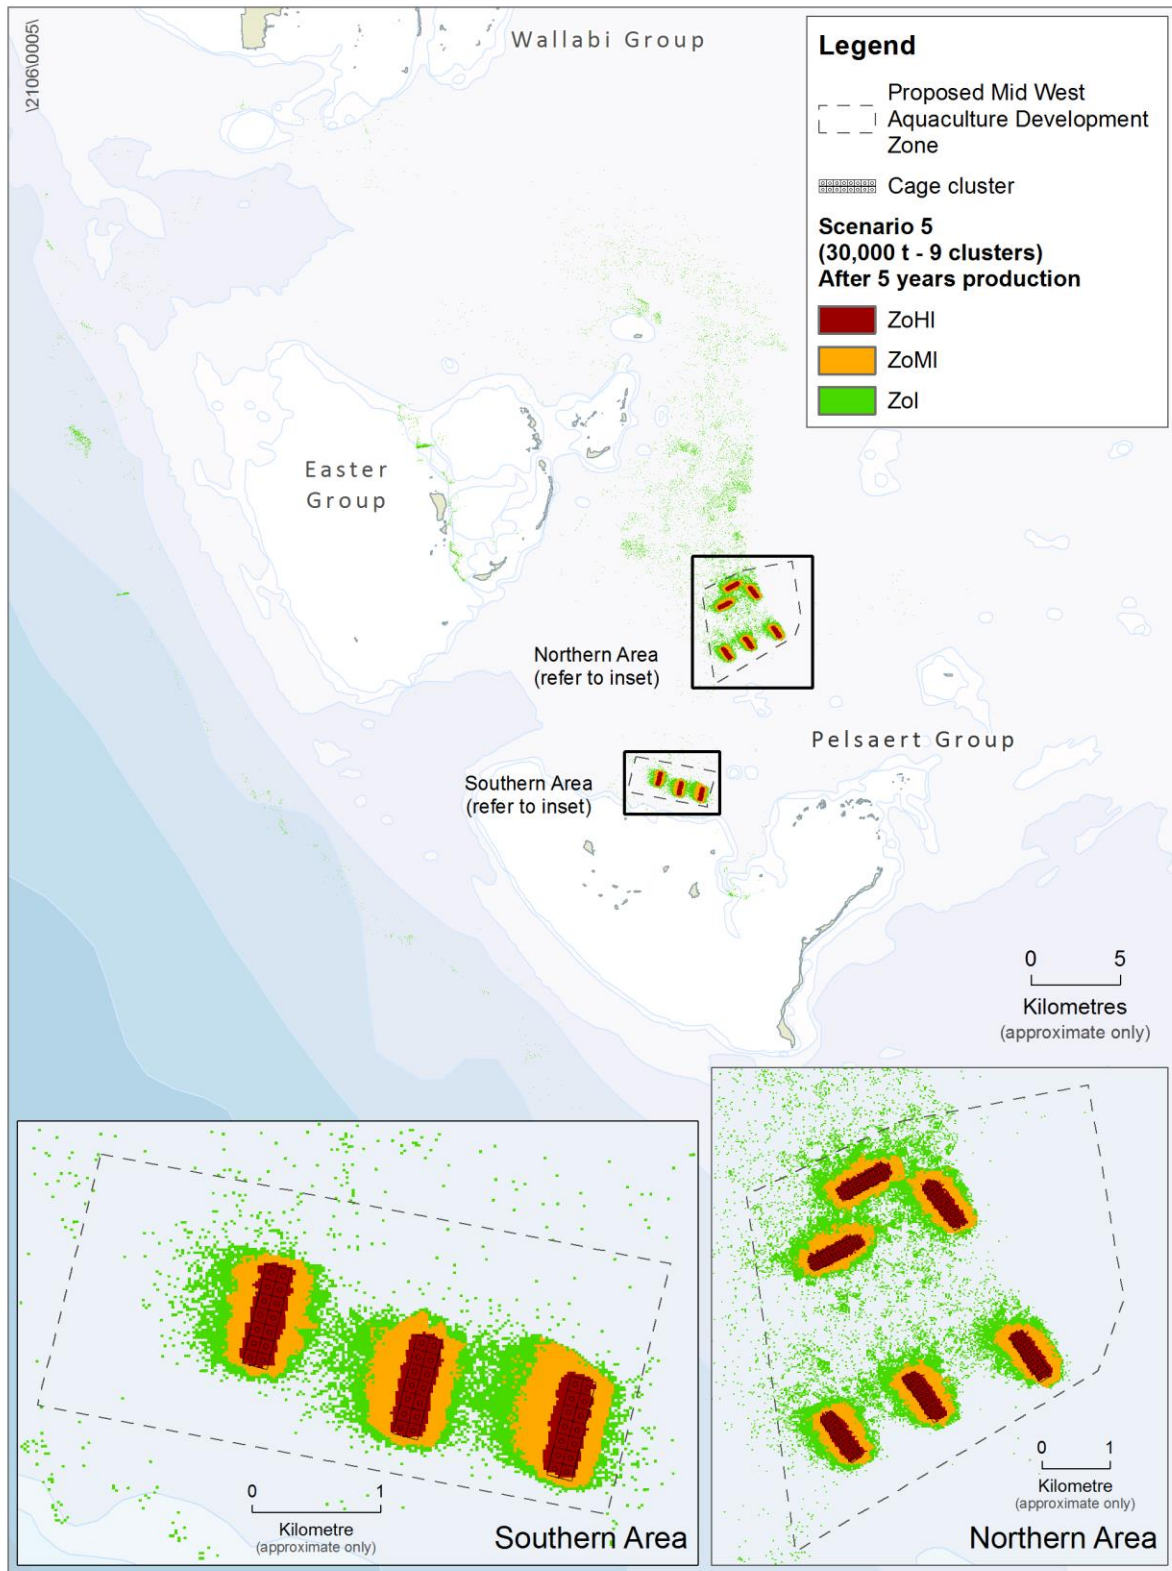 \2106\0005\
Wallabi Group
Legend
Proposed Mid West
Aquaculture Development
Zone
Cage cluster
Scenario 5
(30,000 t - 9 clusters)
After 5 years production
ZoHI
ZoMI
ZoI
Easter
Group
Northern Area
(refer to inset)
Pelsaert Group
Southern Area
(refer to inset)
0 5
Kilometres
(approximate only)
0 1
Kilometre
(approximate only)
Southern Area
0 1
Kilometre
(approximate only)
Northern Area